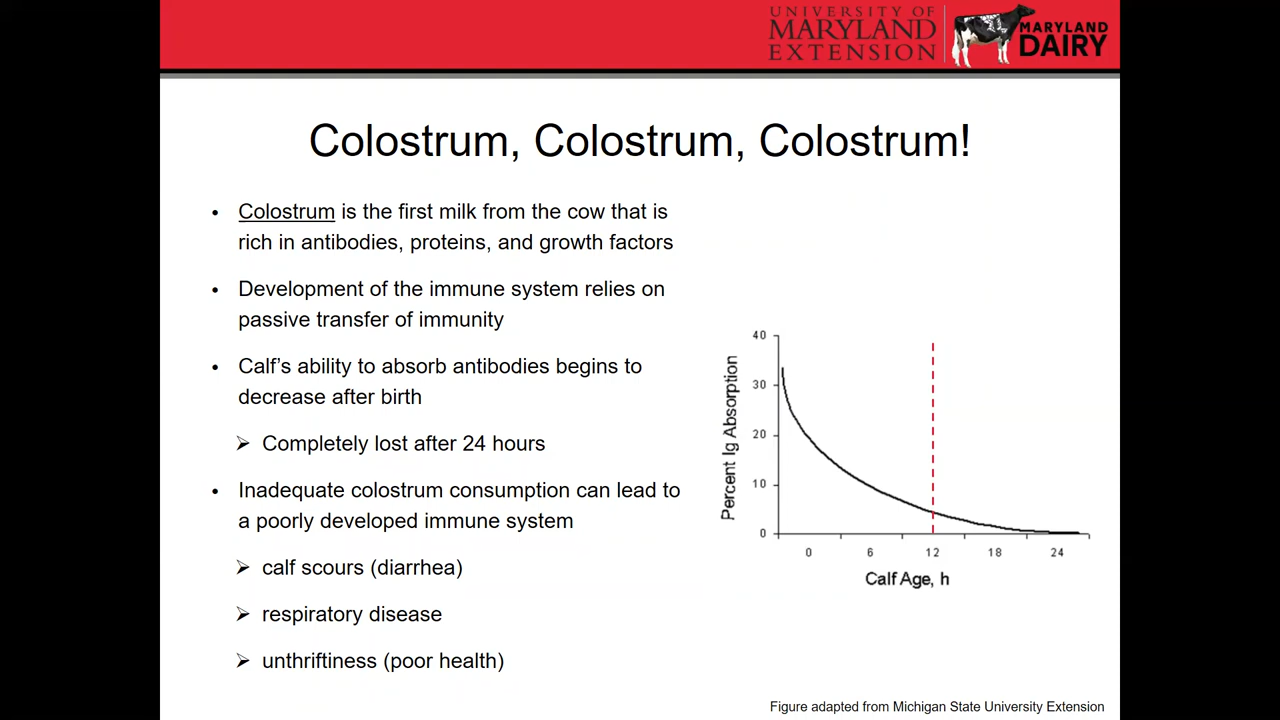 UNIVERSITY OF
MARYLAND
EXTENSION
MARYLAND
DAIRY
Colostrum, Colostrum, Colostrum!
• Colostrum is the first milk from the cow that is
rich in antibodies, proteins, and growth factors
• Development of the immune system relies on
passive transfer of immunity
• Calf’s ability to absorb antibodies begins to
decrease after birth
➢ Completely lost after 24 hours
• Inadequate colostrum consumption can lead to
a poorly developed immune system
➢ calf scours (diarrhea)
➢ respiratory disease
➢ unthriftiness (poor health)
Percent Ig Absorption
40
30
20
10
0
0 6 12 18 24
Calf Age, h
Figure adapted from Michigan State University Extension